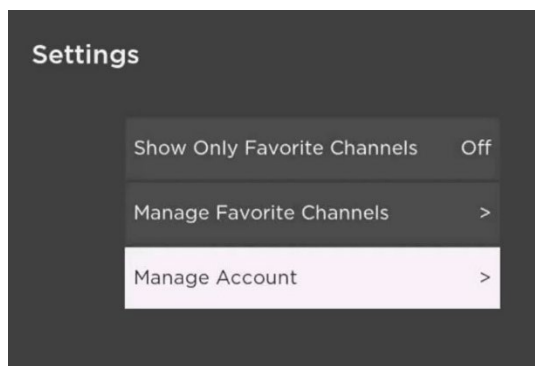 Settings
Show Only Favorite Channels Off
Manage Favorite Channels >
Manage Account >